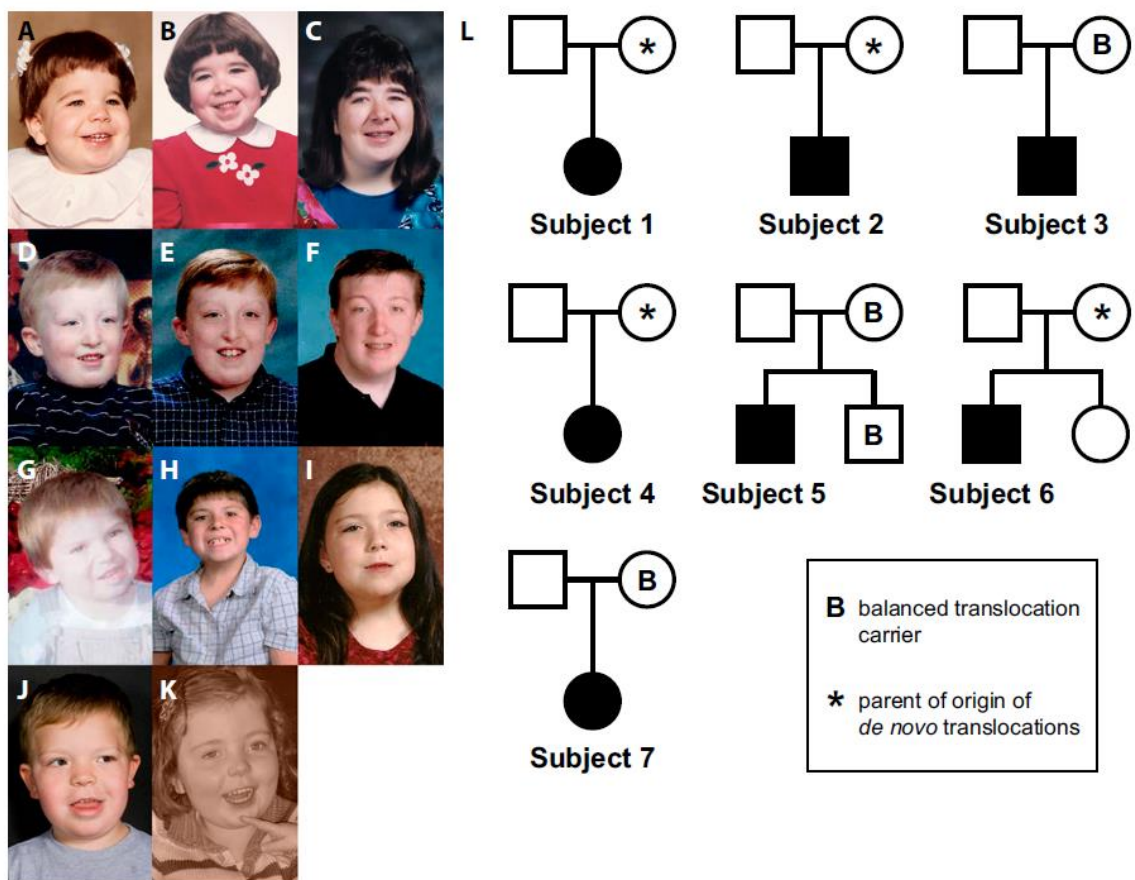 A
B
C
L
*
*
B
Subject 1
Subject 2
Subject 3
D
E
F
*
B
*
B
Subject 4
Subject 5
Subject 6
G
H
I
B
B balanced translocation
carrier
* parent of origin of
de novo translocations
J
K
Subject 7